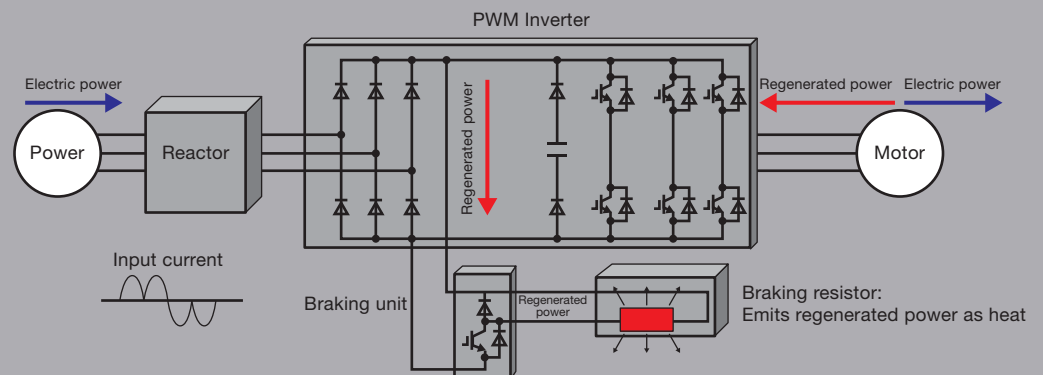 PWM Inverter
Electric power
Regenerated power
Electric power
Power
Reactor
Regenerated power
Motor
Input current
Braking unit
Regenerated
power
Braking resistor:
Emits regenerated power as heat